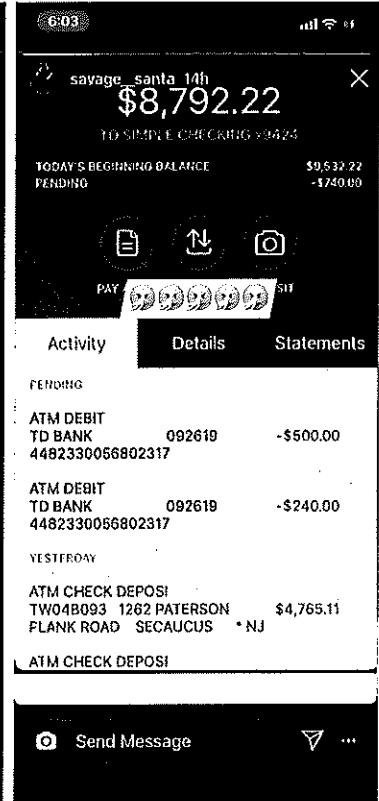 6:03
savage_santa 14h
$8,792.22
TD SIMPLE CHECKING x9424
TODAY'S BEGINNING BALANCE $9,532.22
PENDING -$740.00
PAY SIT
Activity Details Statements
PENDING
ATM DEBIT
TD BANK 092619 -$500.00
4482330056802317
ATM DEBIT
TD BANK 092619 -$240.00
4482330056802317
YESTERDAY
ATM CHECK DEPOSI
TW04B093 1262 PATERSON $4,765.11
PLANK ROAD SECAUCUS * NJ
ATM CHECK DEPOSI
Send Message